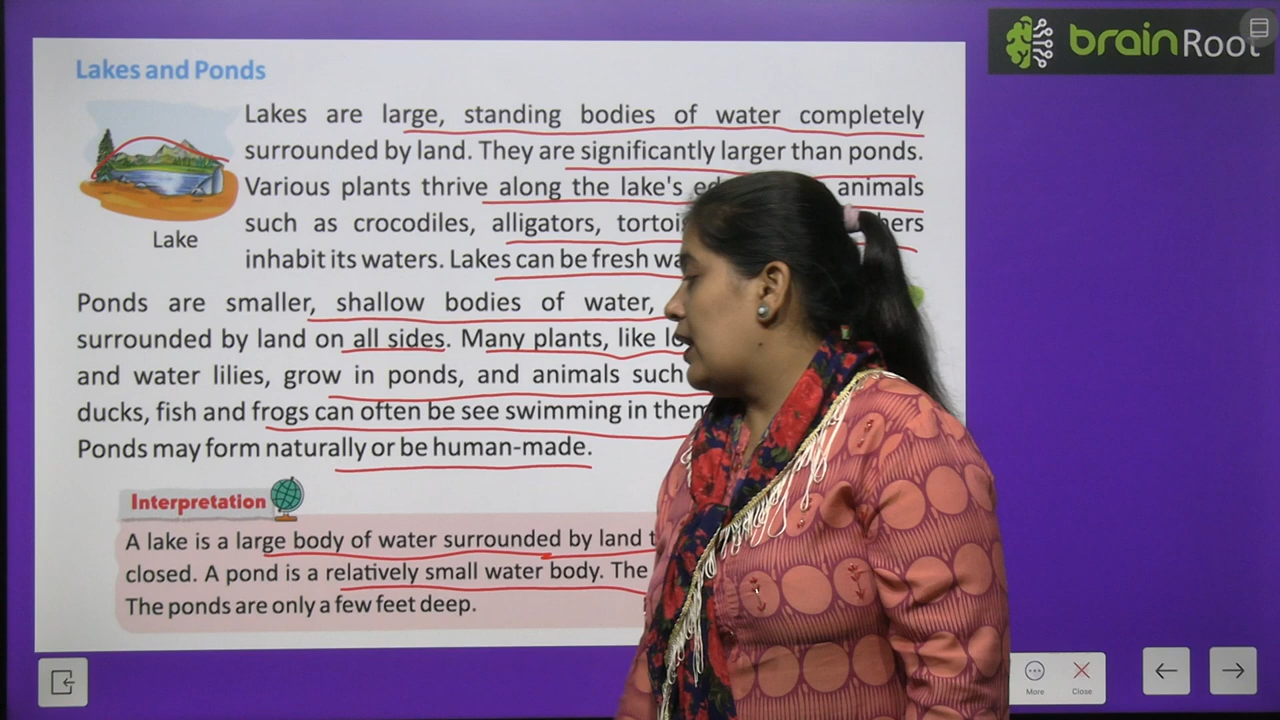 Lakes and Ponds
brain Root
Lakes are large, standing bodies of water completely
surrounded by land. They are significantly larger than ponds.
Various plants thrive along the lake's animals
such as crocodiles, alligators,
Lake
inhabit its waters. Lakes can be fresh
Ponds are smaller, shallow bodies of water,
surrounded by land on all sides. Many plants, like
and water lilies, grow in ponds, and animals such
ducks, fish and frogs can often be see swimming in
Ponds may form naturally or be human-made.
Interpretation
A lake is a large body of water surrounded by land
closed. A pond is a relatively small water body. The
The ponds are only a few feet deep.
More Close